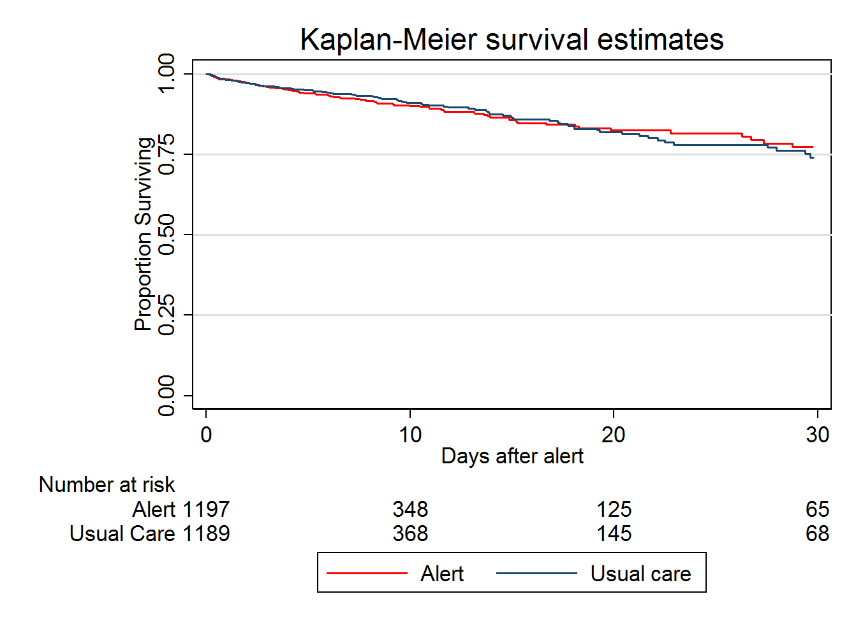 Kaplan-Meier survival estimates
Proportion Surviving
1.00
0.75
0.50
0.25
0.00
0 10 20 30
Days after alert
Number at risk
Alert 1197 348 125 65
Usual Care 1189 368 145 68
Alert Usual care